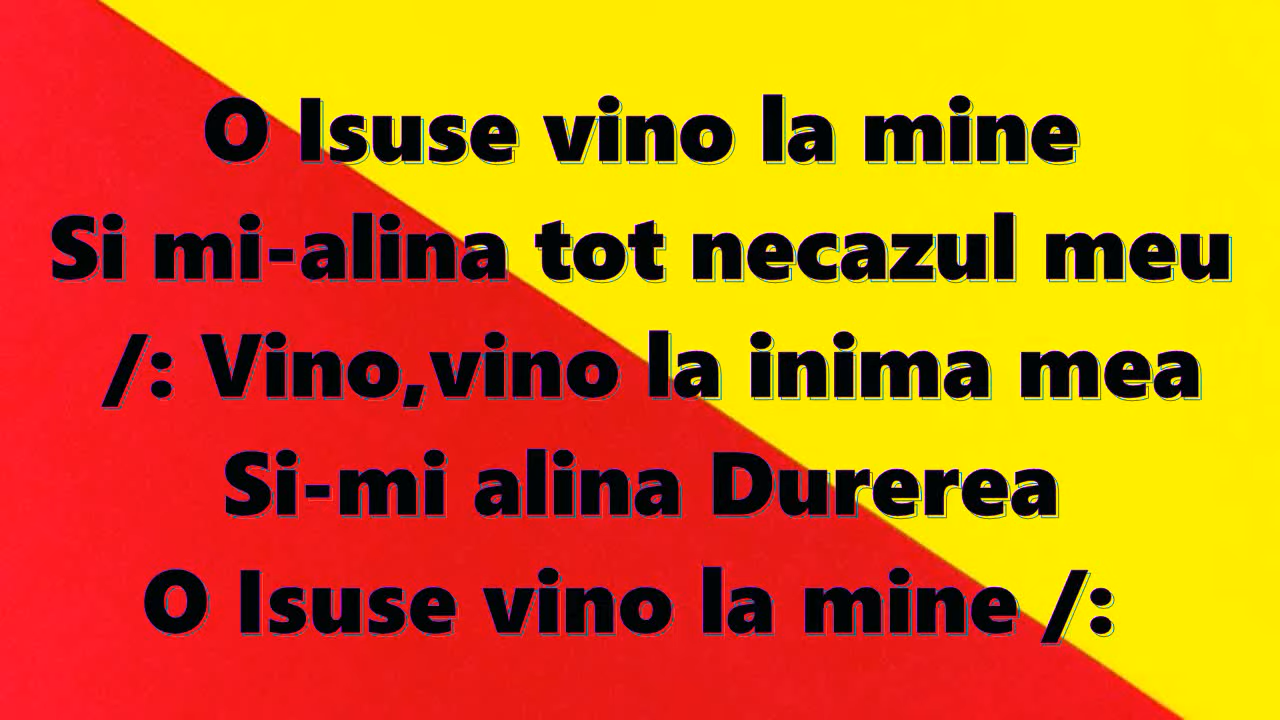 O Isuse vino la mine
Si mi-alina tot necazul meu
/: Vino,vino la inima mea
Si-mi alina Durerea
O Isuse vino la mine /: